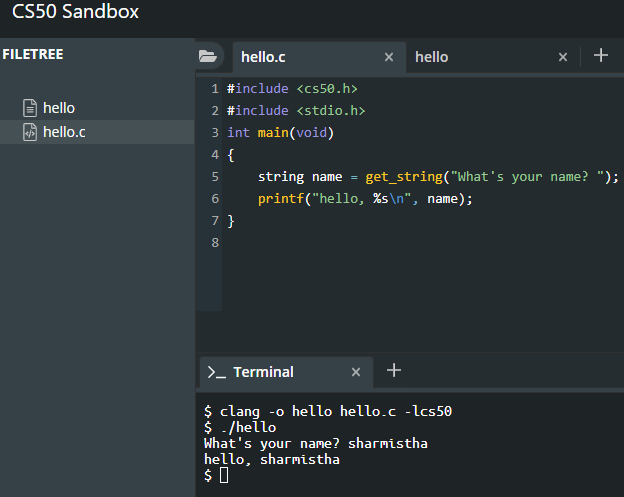 CS50 Sandbox
FILETREE
hello
hello.c
hello.c × hello × +
1 #include <cs50.h>
2 #include <stdio.h>
3 int main(void)
4 {
5 string name = get_string("What's your name? ");
6 printf("hello, %s\n", name);
7 }
8
>_ Terminal × +
$ clang -o hello hello.c -lcs50
$ ./hello
What's your name? sharmistha
hello, sharmistha
$